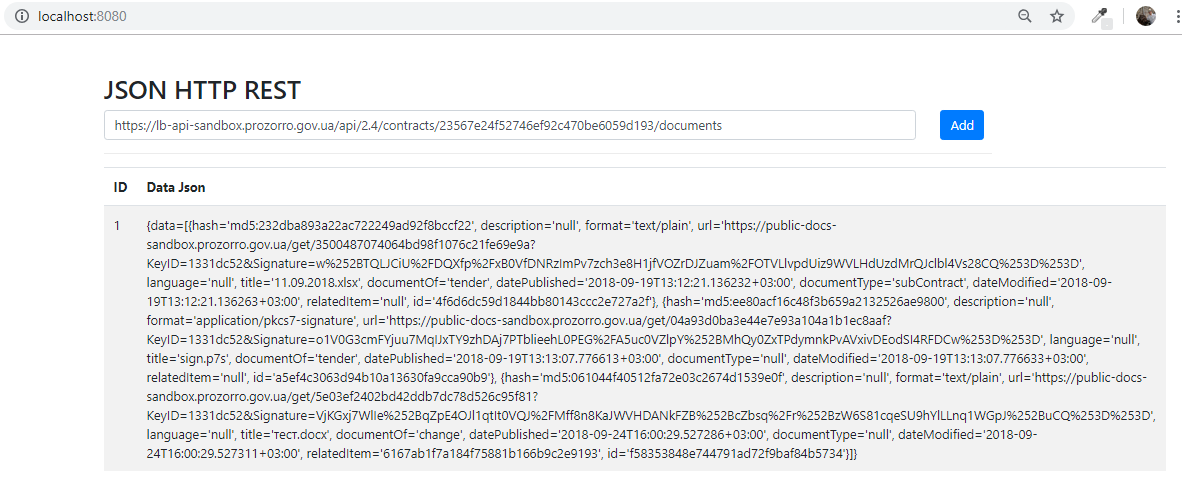 localhost:8080
JSON HTTP REST
https://lb-api-sandbox.prozorro.gov.ua/api/2.4/contracts/23567e24f52746ef92c470be6059d193/documents
Add
ID Data Json
1 {data=[{hash='md5:232dba893a22ac722249ad92f8bccf22', description='null', format='text/plain', url='https://public-docs-
sandbox.prozorro.gov.ua/get/3500487074064bd98f1076c21fe69e9a?
KeyID=1331dc52&Signature=w%252BTQLJCiU%2FDQXfp%2FxB0VfDNRzImPv7zch3e8H1jfVOZrDJZuam%2FOTVLlvpdUiz9WVLHdUzdMrQJclbl4Vs28CQ%253D%253D',
language='null', title='11.09.2018.xlsx', documentOf='tender', datePublished='2018-09-19T13:12:21.136232+03:00', documentType='subContract', dateModified='2018-09-
19T13:12:21.136263+03:00', relatedItem='null', id='4f6d6dc59d1844bb80143ccc2e727a2f'}, {hash='md5:ee80acf16c48f3b659a2132526ae9800', description='null',
format='application/pkcs7-signature', url='https://public-docs-sandbox.prozorro.gov.ua/get/04a93d0ba3e44e7e93a104a1b1ec8aaf?
KeyID=1331dc52&Signature=o1V0G3cmFYjuu7MqIJxTY9zhDAj7PTblieehL0PEG%2FA5uc0VZlpY%252BMhQy0ZxTPdymnkPvAVxivDEodSI4RFDCw%253D%253D', language='null',
title='sign.p7s', documentOf='tender', datePublished='2018-09-19T13:13:07.776613+03:00', documentType='null', dateModified='2018-09-19T13:13:07.776633+03:00',
relatedItem='null', id='a5ef4c3063d94b10a13630fa9cca90b9'}, {hash='md5:061044f40512fa72e03c2674d1539e0f', description='null', format='text/plain', url='https://public-docs-
sandbox.prozorro.gov.ua/get/5e03ef2402bd42ddb7dc78d526c95f81?
KeyID=1331dc52&Signature=VjKGxj7WlIe%252BqZpE4OJl1qtIt0VQJ%2FMff8n8KaJWVHDANkFZB%252BcZbsq%2Fr%252BzW6S81cqeSU9hYlLLnq1WGpJ%252BuCQ%253D%253D',
language='null', title='тест.docx', documentOf='change', datePublished='2018-09-24T16:00:29.527286+03:00', documentType='null', dateModified='2018-09-
24T16:00:29.527311+03:00', relatedItem='6167ab1f7a184f75881b166b9c2e9193', id='f58353848e744791ad72f9baf84b5734'}]}